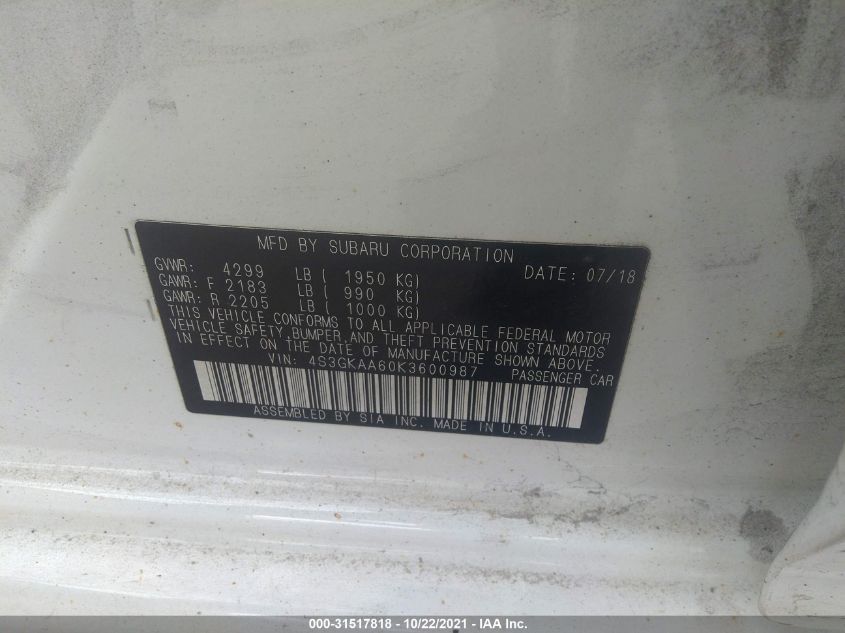 MFD BY SUBARU CORPORATION
GVWR: 4299 LB ( 1950 KG) DATE: 07/18
GAWR: F 2183 LB ( 990 KG)
GAWR: R 2205 LB ( 1000 KG)
THIS VEHICLE CONFORMS TO ALL APPLICABLE FEDERAL MOTOR
VEHICLE SAFETY, BUMPER, AND THEFT PREVENTION STANDARDS
IN EFFECT ON THE DATE OF MANUFACTURE SHOWN ABOVE.
VIN: 4S3GKAA60K3600987 PASSENGER CAR
ASSEMBLED BY SIA INC. MADE IN U.S.A.
000-31517818 - 10/22/2021 - IAA Inc.